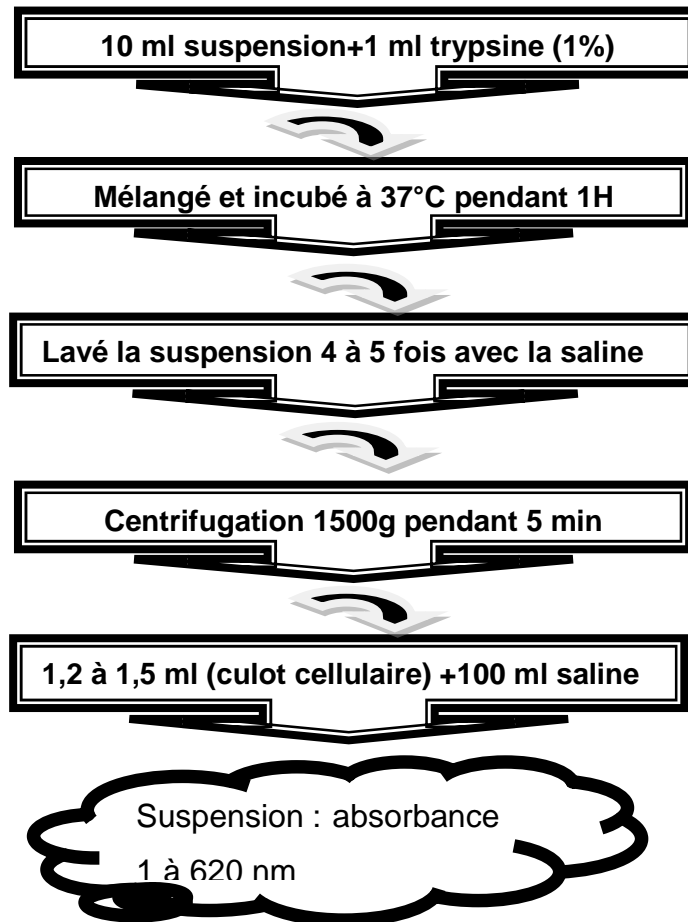 10 ml suspension+1 ml trypsine (1%)
Mélangé et incubé à 37°C pendant 1H
Lavé la suspension 4 à 5 fois avec la saline
Centrifugation 1500g pendant 5 min
1,2 à 1,5 ml (culot cellulaire) +100 ml saline
Suspension : absorbance
1 à 620 nm